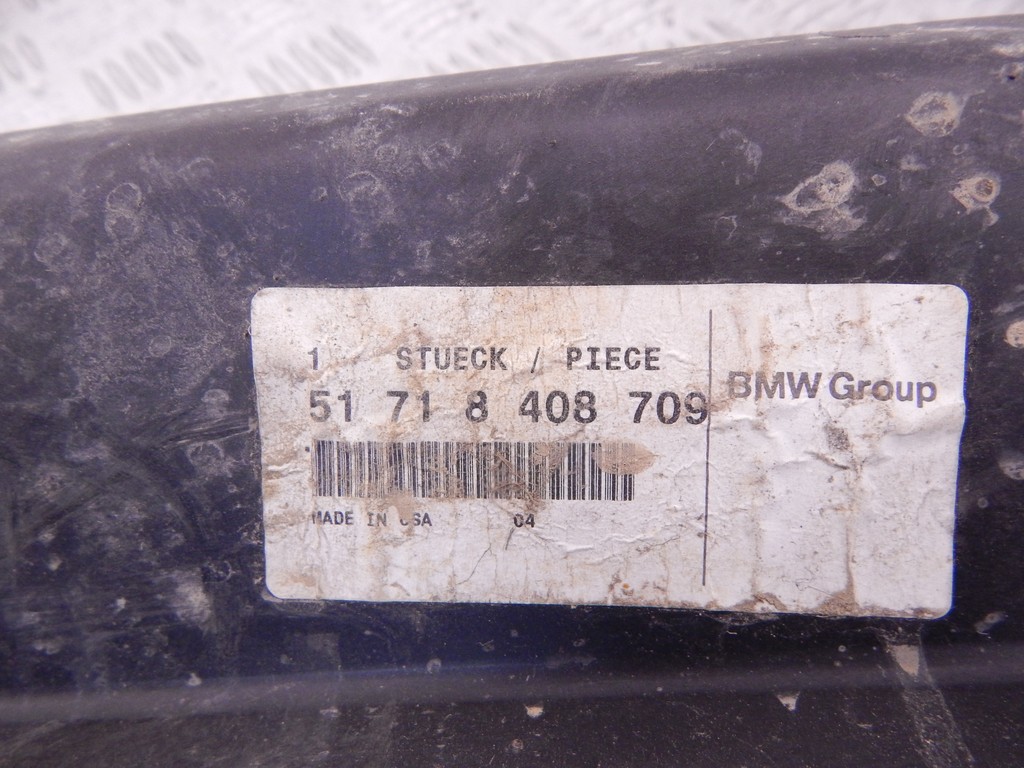 1 STUECK / PIECE
51 71 8 408 709
MADE IN USA 04
BMW Group